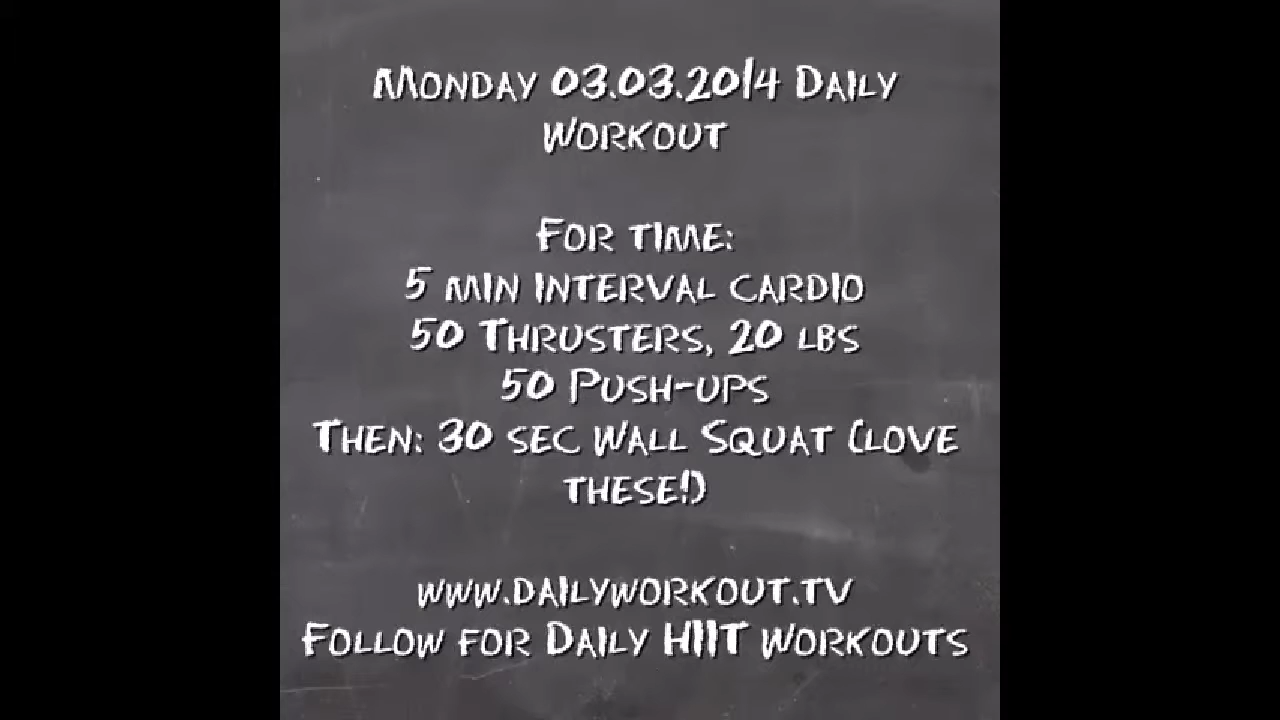 Monday 03.03.2014 Daily
workout
For time:
5 min interval cardio
50 Thrusters, 20 lbs
50 Push-ups
Then: 30 sec wall Squat (love
these!)
www.dailyworkout.tv
Follow for Daily HIIT workouts